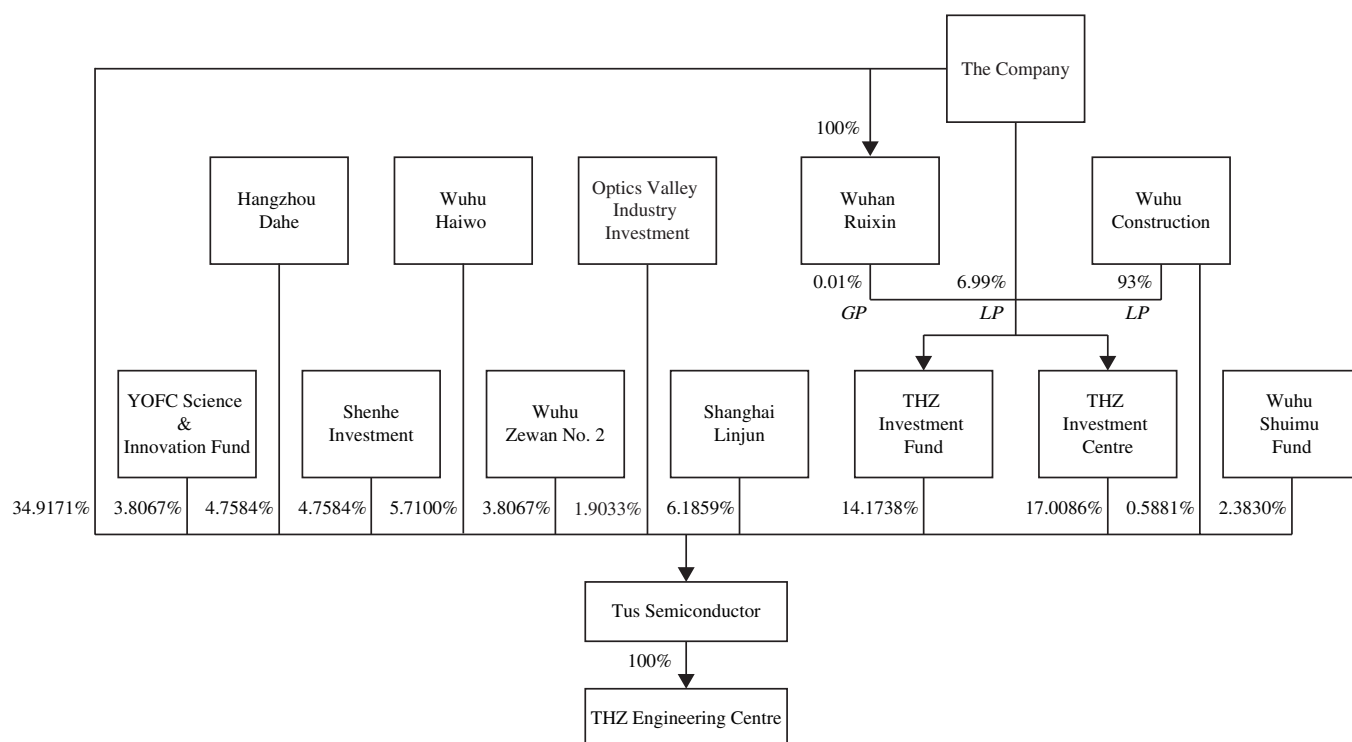 The Company
100%
Hangzhou
Dahe
Wuhu
Haiwo
Optics Valley
Industry
Investment
Wuhan
Ruixin
Wuhu
Construction
0.01%
6.99%
93%
GP
LP
LP
YOFC Science
&
Innovation Fund
Shenhe
Investment
Wuhu
Zewan No. 2
Shanghai
Linjun
THZ
Investment
Fund
THZ
Investment
Centre
Wuhu
Shuimu
Fund
34.9171%
3.8067%
4.7584%
4.7584%
5.7100%
3.8067%
1.9033%
6.1859%
14.1738%
17.0086%
0.5881%
2.3830%
Tus Semiconductor
100%
THZ Engineering Centre